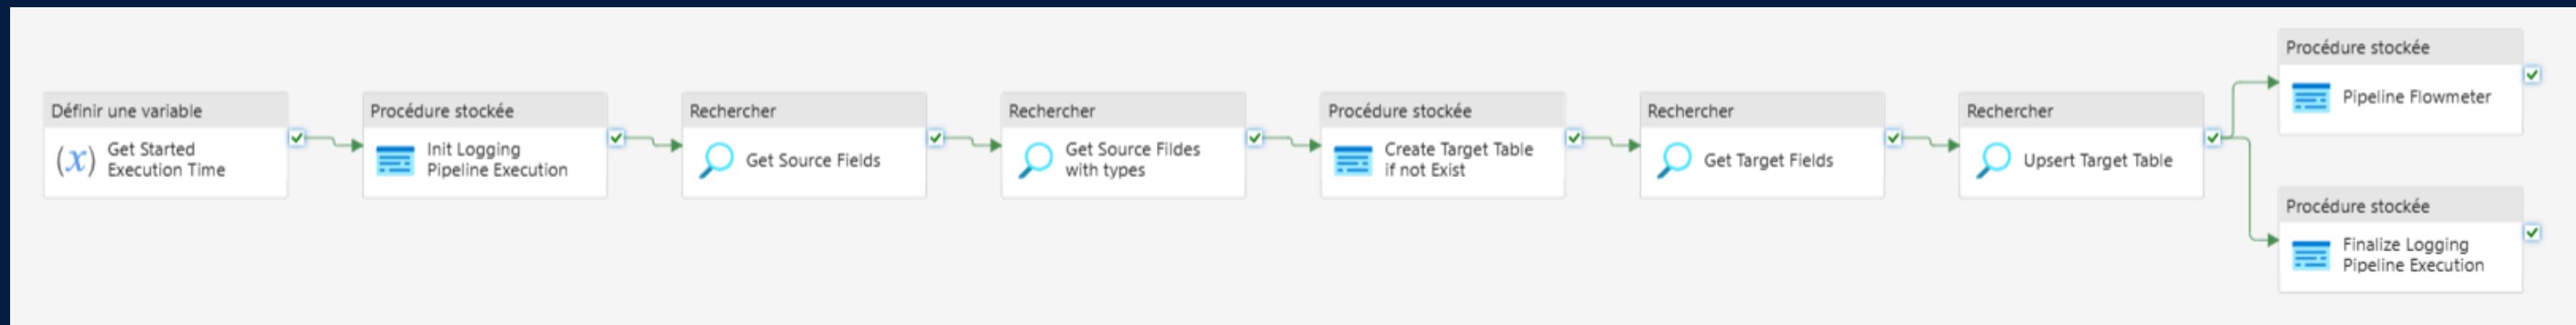 Définir une variable
(x) Get Started
Execution Time
Procédure stockée
Init Logging
Pipeline Execution
Rechercher
Get Source Fields
Rechercher
Get Source Fildes
with types
Procédure stockée
Create Target Table
if not Exist
Rechercher
Get Target Fields
Rechercher
Upsert Target Table
Procédure stockée
Pipeline Flowmeter
Procédure stockée
Finalize Logging
Pipeline Execution